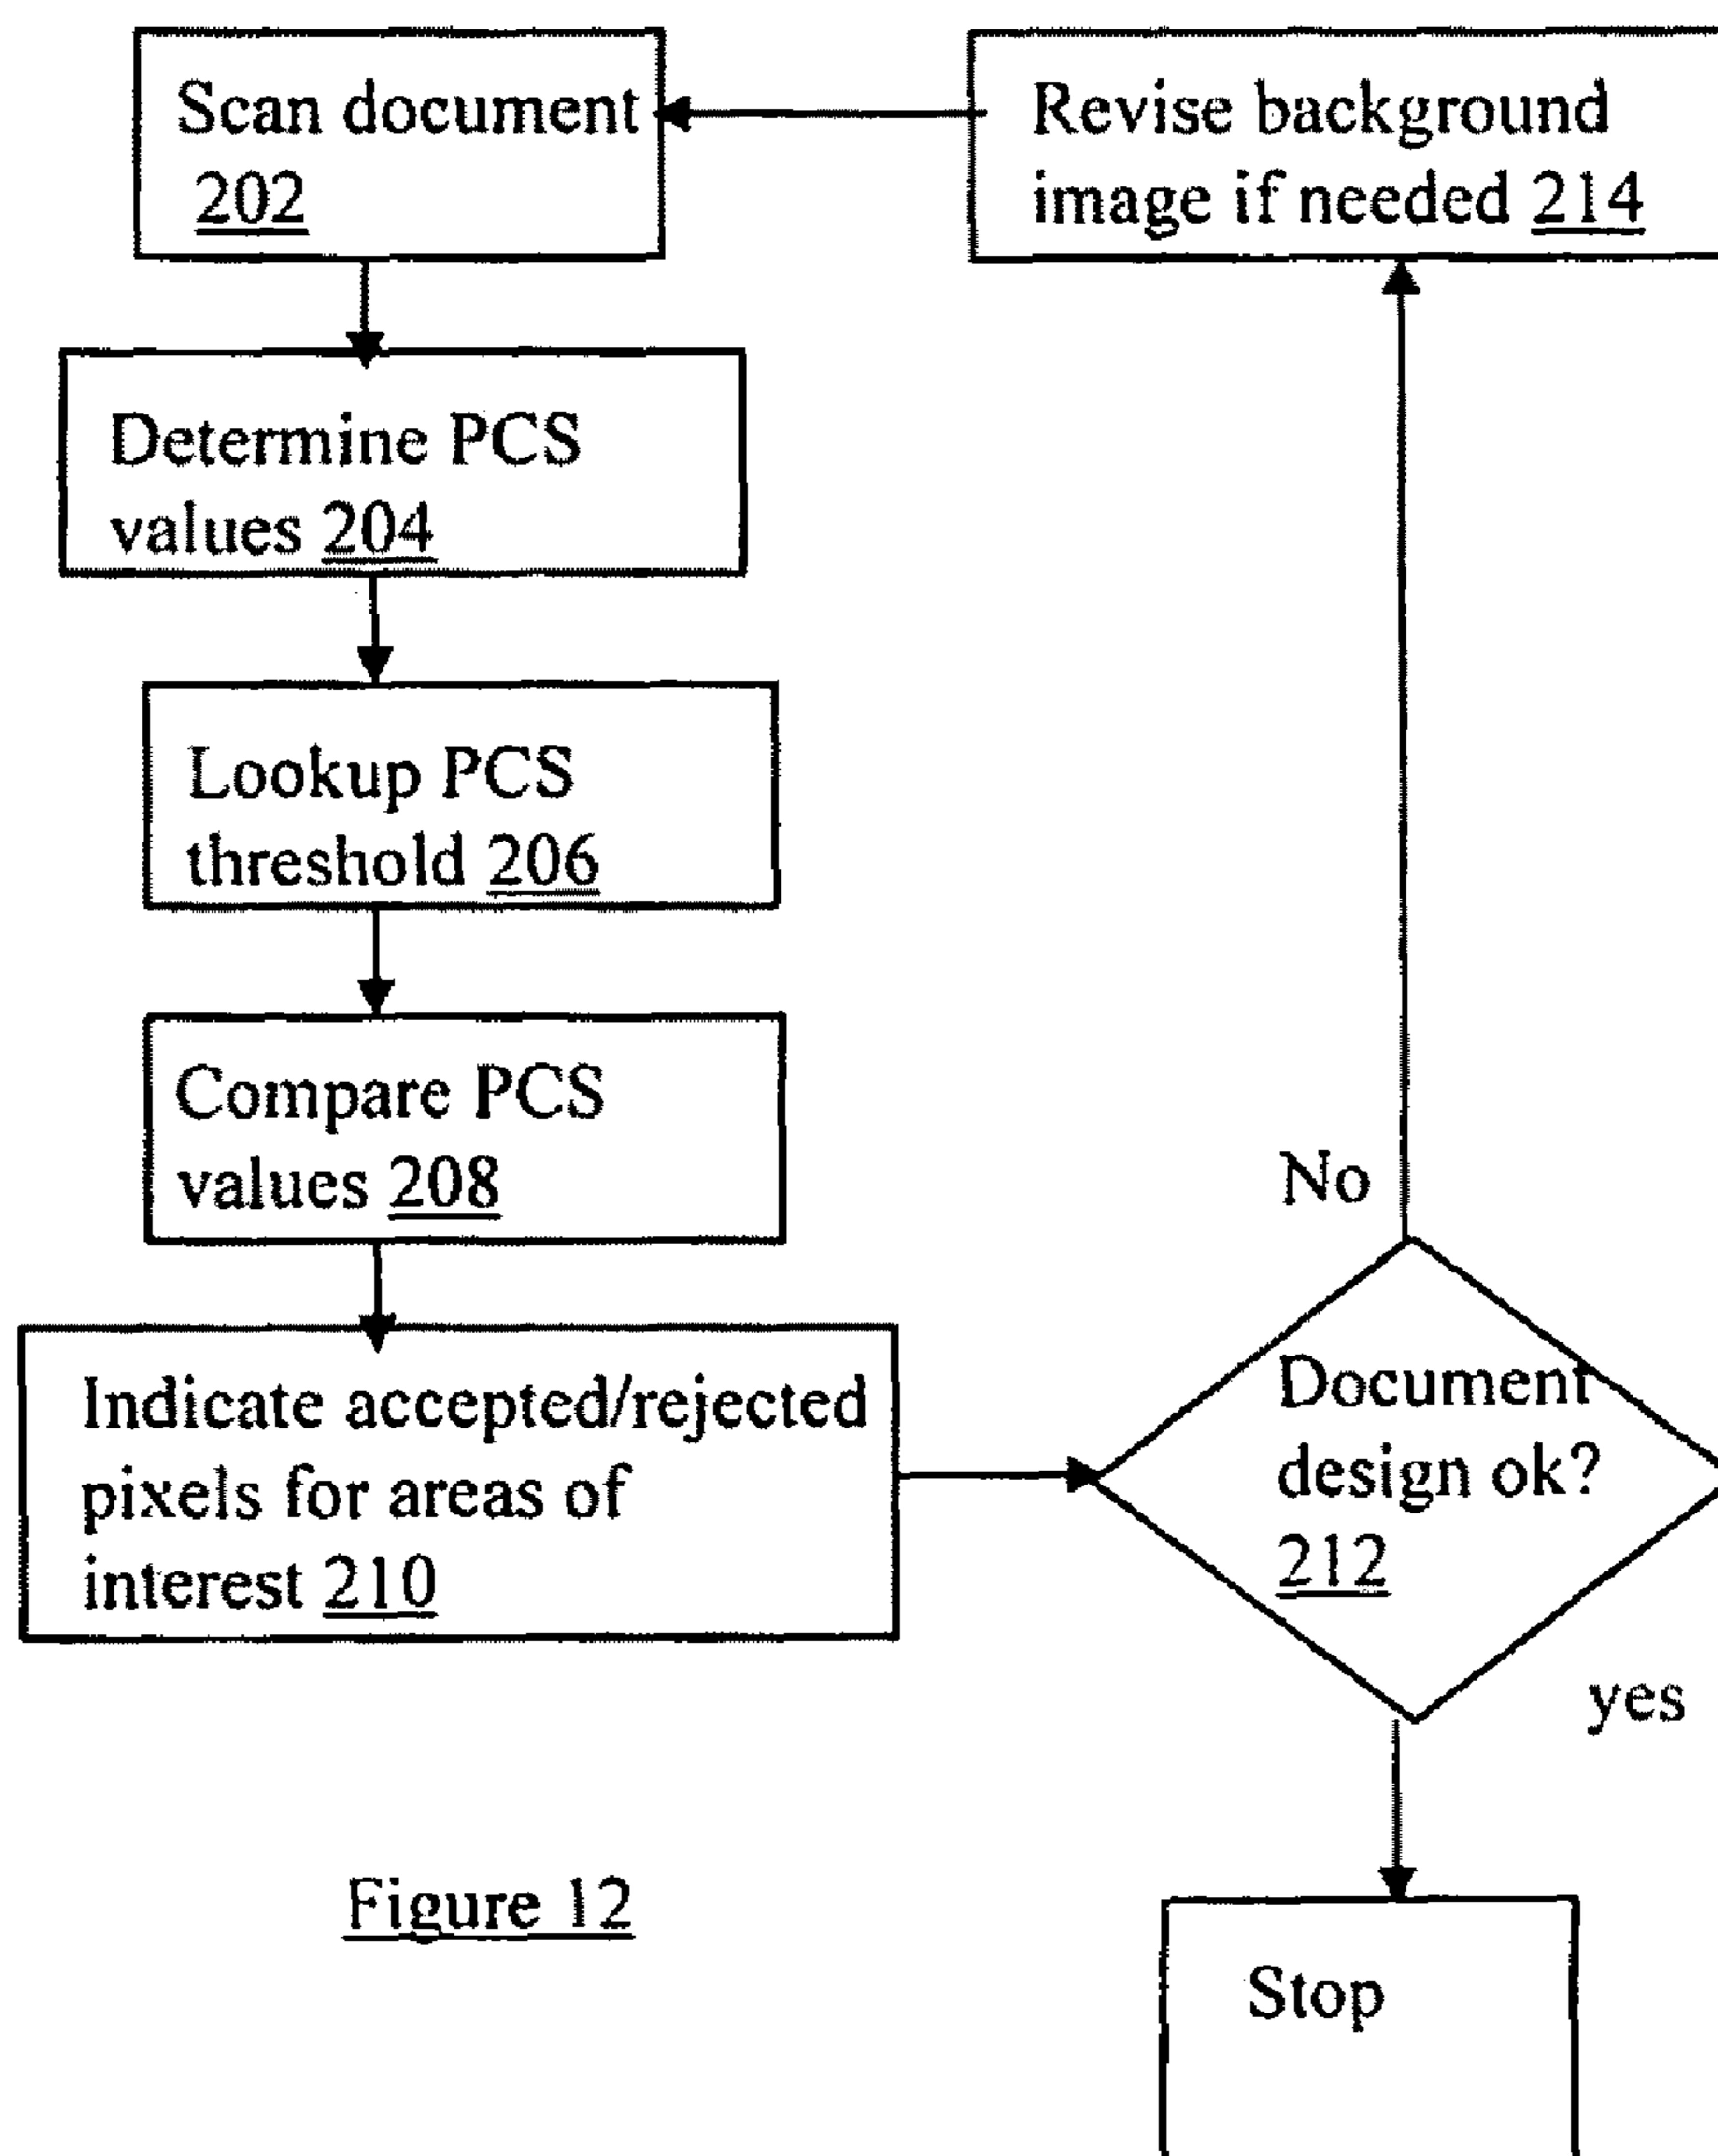 Scan document
202
Revise background
image if needed 214
Determine PCS
values 204
Lookup PCS
threshold 206
Compare PCS
values 208
No
Indicate accepted/rejected
pixels for areas of
interest 210
Document
design ok?
212
yes
Figure 12
Stop